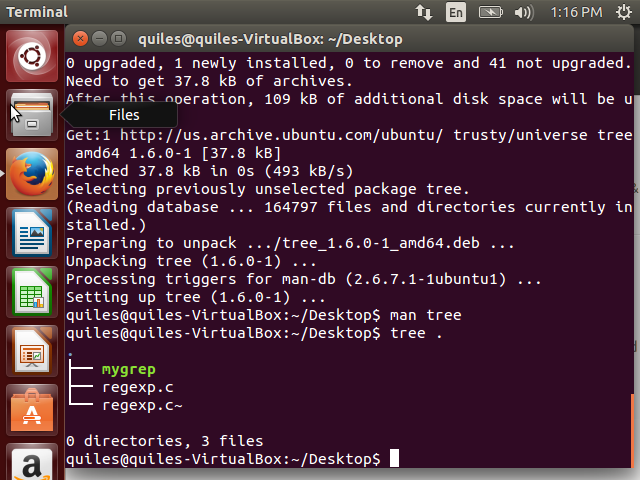 Terminal
En
1:16 PM
quiles@quiles-VirtualBox: ~/Desktop
0 upgraded, 1 newly installed, 0 to remove and 41 not upgraded.
Need to get 37.8 kB of archives.
After this operation, 109 kB of additional disk space will be u
Files
Get:1 http://us.archive.ubuntu.com/ubuntu/ trusty/universe tree
amd64 1.6.0-1 [37.8 kB]
Fetched 37.8 kB in 0s (493 kB/s)
Selecting previously unselected package tree.
(Reading database ... 164797 files and directories currently in
stalled.)
Preparing to unpack .../tree_1.6.0-1_amd64.deb ...
Unpacking tree (1.6.0-1) ...
Processing triggers for man-db (2.6.7.1-1ubuntu1) ...
Setting up tree (1.6.0-1) ...
quiles@quiles-VirtualBox:~/Desktop$ man tree
quiles@quiles-VirtualBox:~/Desktop$ tree .
.
├── mygrep
├── regexp.c
└── regexp.c~
0 directories, 3 files
quiles@quiles-VirtualBox:~/Desktop$